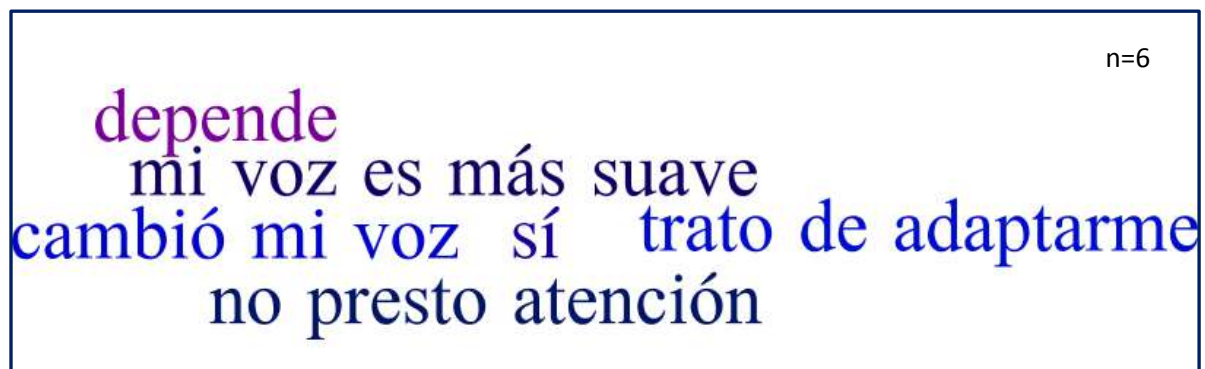 n=6
depende
mi voz es más suave
cambió mi voz sí trato de adaptarme
no presto atención